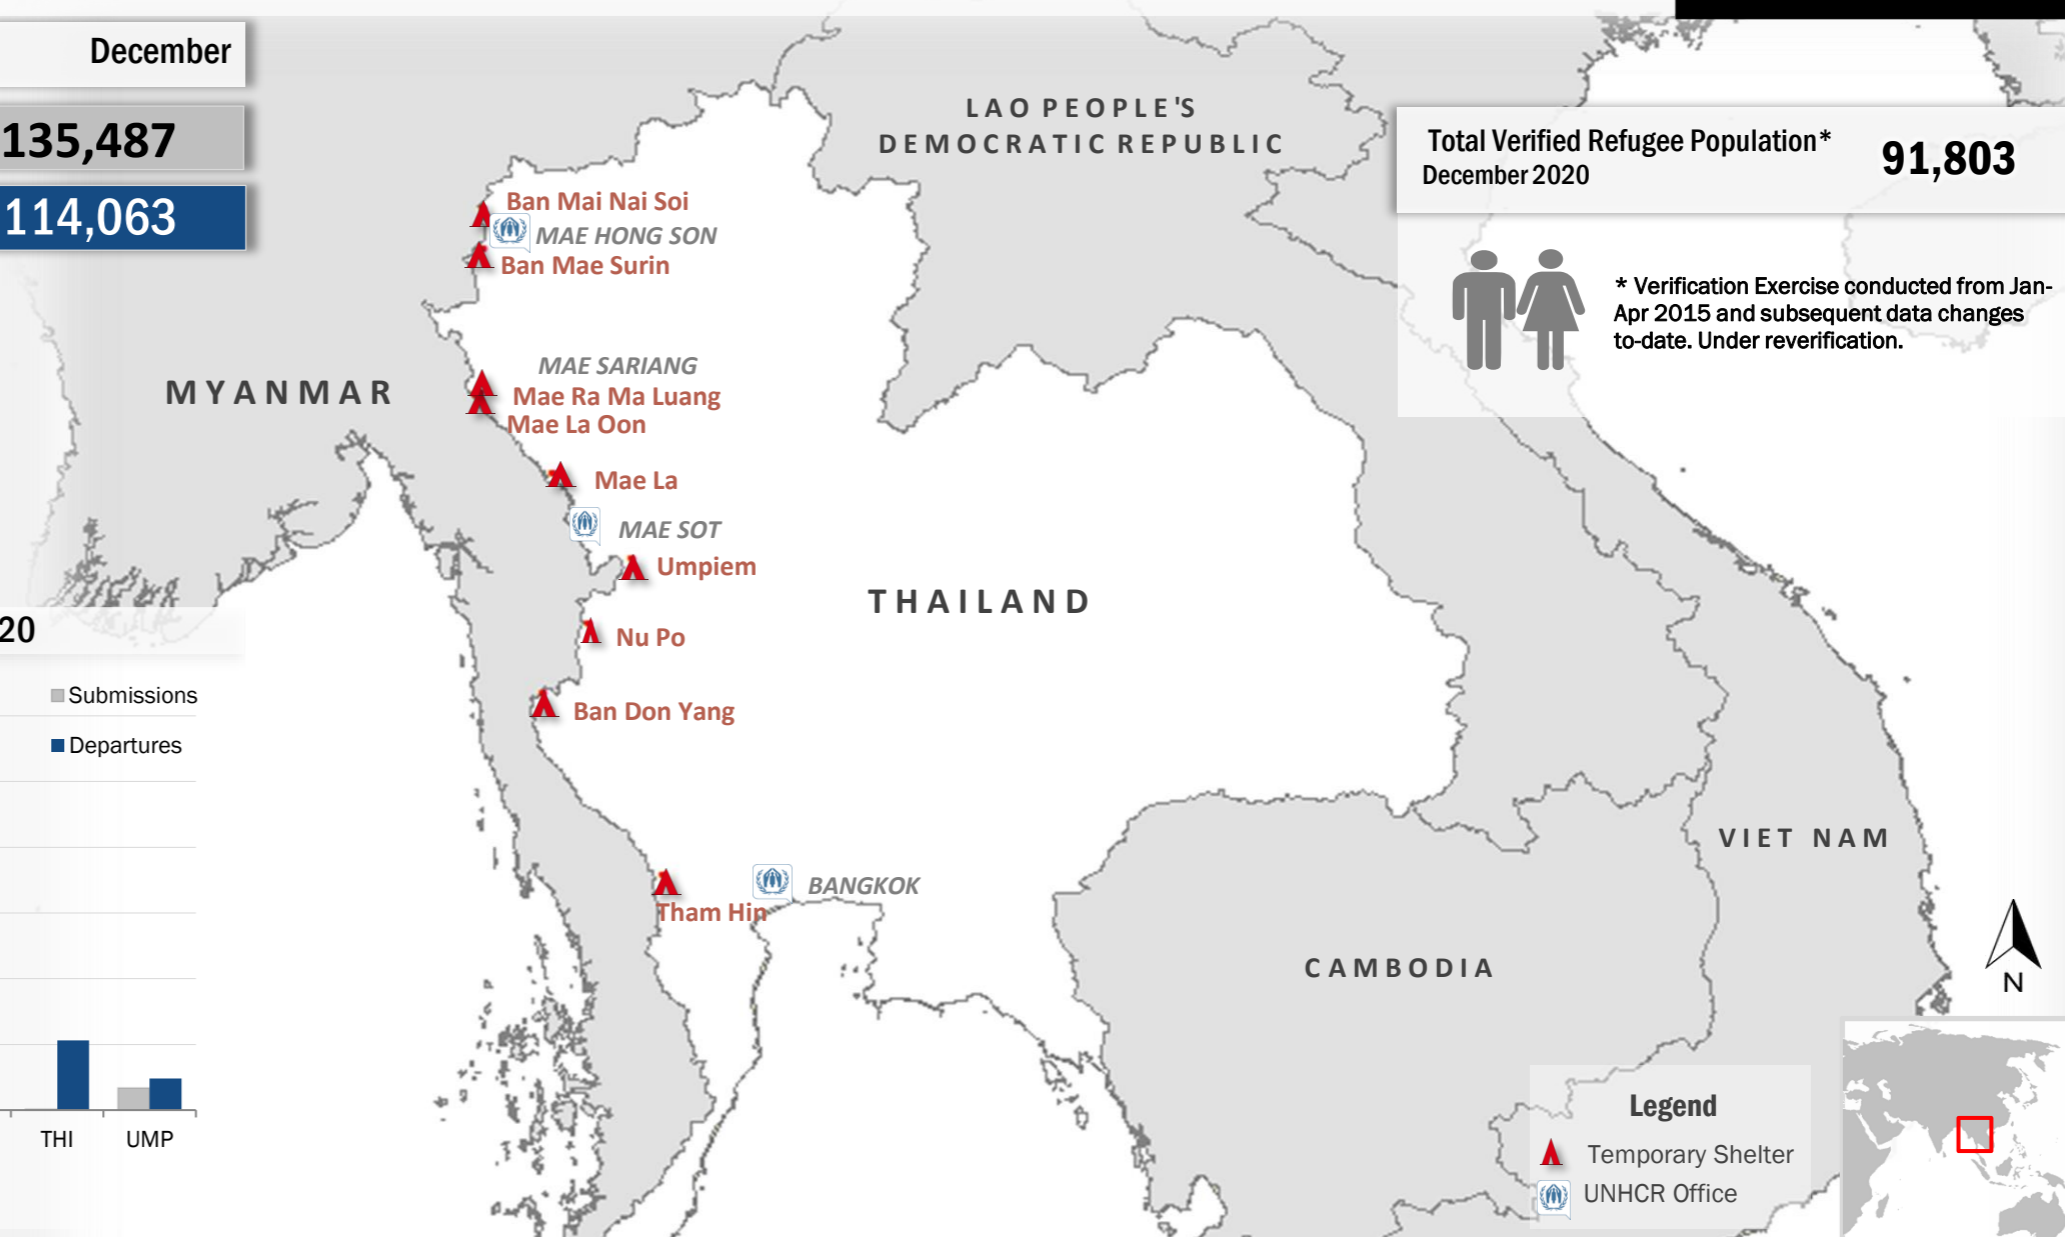 December
135,487
114,063
LAO PEOPLE'S
DEMOCRATIC REPUBLIC
Total Verified Refugee Population*
December 2020
91,803
* Verification Exercise conducted from Jan-
Apr 2015 and subsequent data changes
to-date. Under reverification.
Ban Mai Nai Soi
MAE HONG SON
Ban Mae Surin
MYANMAR
MAE SARIANG
Mae Ra Ma Luang
Mae La Oon
Mae La
MAE SOT
Umpiem
THAILAND
Nu Po
Ban Don Yang
20
Submissions
Departures
THI
UMP
Tham Hin
BANGKOK
VIET NAM
CAMBODIA
N
Legend
Temporary Shelter
UNHCR Office